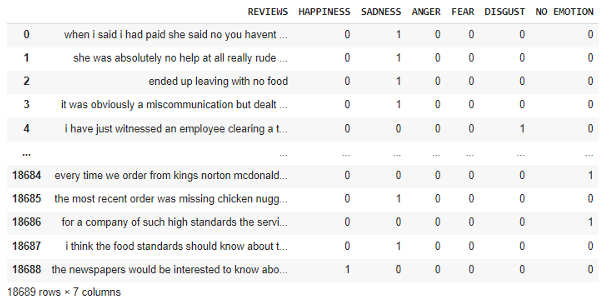 REVIEWS HAPPINESS SADNESS ANGER FEAR DISGUST NO EMOTION
0 when i said i had paid she said no you havent ... 0 1 0 0 0 0
1 she was absolutely no help at all really rude ... 0 1 0 0 0 0
2 ended up leaving with no food 0 1 0 0 0 0
3 it was obviously a miscommunication but dealt ... 0 1 0 0 0 0
4 i have just witnessed an employee clearing a t... 0 0 0 0 1 0
... ... ... ... ... ... ... ...
18684 every time we order from kings norton mcdonald... 0 0 0 0 0 1
18685 the most recent order was missing chicken nugg... 0 1 0 0 0 0
18686 for a company of such high standards the servi... 0 0 0 0 0 1
18687 i think the food standards should know about t... 0 1 0 0 0 0
18688 the newspapers would be interested to know abo... 1 0 0 0 0 0
18689 rows × 7 columns